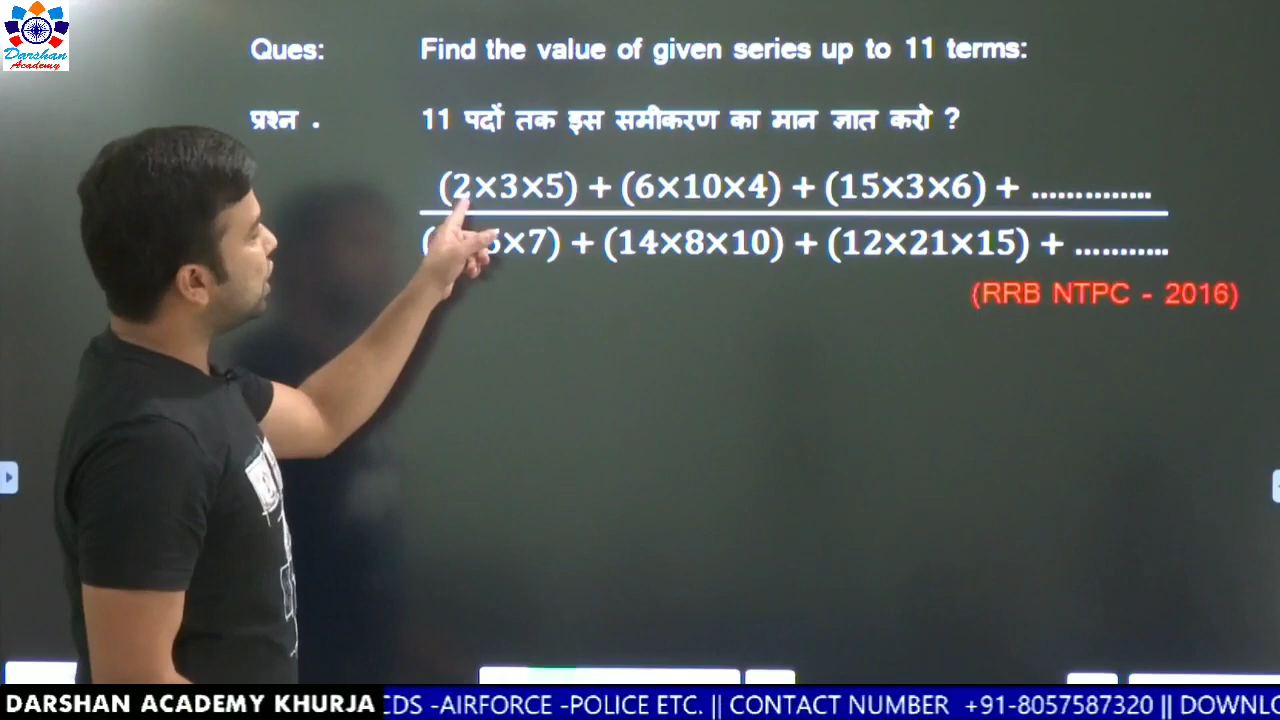 Darshan
Academy
Ques: Find the value of given series up to 11 terms:
प्रश्न . 11 पदों तक इस समीकरण का मान ज्ञात करो ?
(2×3×5) + (6×10×4) + (15×3×6) + ..............
×7) + (14×8×10) + (12×21×15) + ...........
(RRB NTPC - 2016)
DARSHAN ACADEMY KHURJA CDS -AIRFORCE -POLICE ETC. || CONTACT NUMBER +91-8057587320 ||